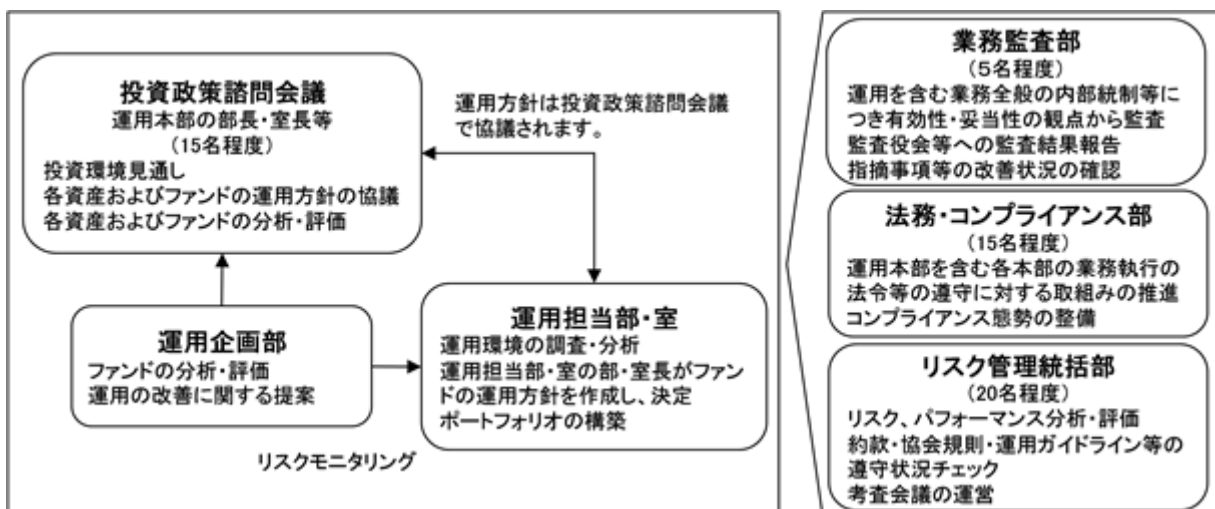 投資政策諮問会議
運用本部の部長・室長等
(15名程度)
投資環境見通し
各資産およびファンドの運用方針の協議
各資産およびファンドの分析・評価
運用方針は投資政策諮問会議
で協議されます。
運用企画部
ファンドの分析・評価
運用の改善に関する提案
運用担当部・室
運用環境の調査・分析
運用担当部・室の部・室長がファン
ドの運用方針を作成し、決定
ポートフォリオの構築
リスクモニタリング
業務監査部
(5名程度)
運用を含む業務全般の内部統制等に
つき有効性・妥当性の観点から監査
監査役会等への監査結果報告
指摘事項等の改善状況の確認
法務・コンプライアンス部
(15名程度)
運用本部を含む各本部の業務執行の
法令等の遵守に対する取組みの推進
コンプライアンス態勢の整備
リスク管理統括部
(20名程度)
リスク、パフォーマンス分析・評価
約款・協会規則・運用ガイドライン等の
遵守状況チェック
考査会議の運営